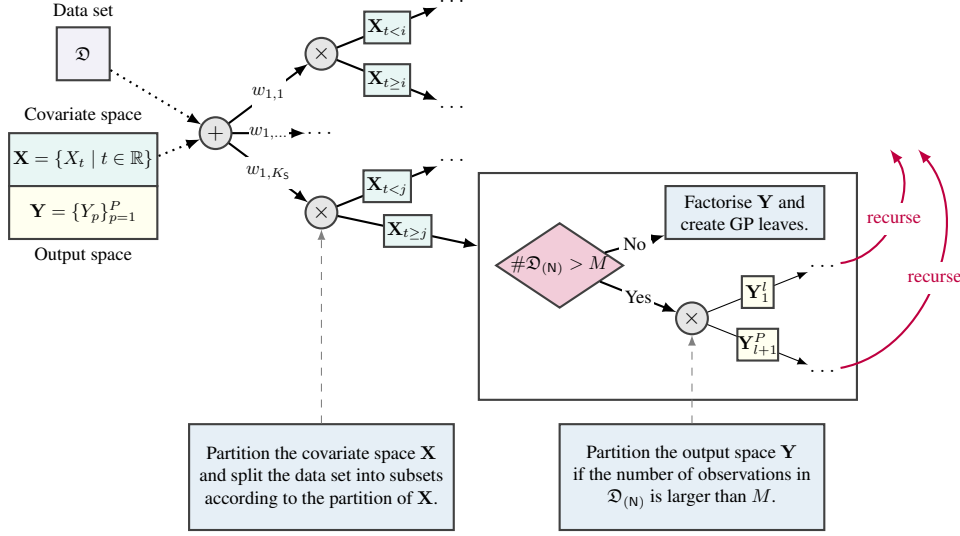 Data set
𝔇
Covariate space
𝐗 = {X_t | t ∈ ℝ}
𝐘 = {Y_p}_{p=1}^P
Output space
+
w_{1,1}
w_{1,...}
w_{1,K_S}
. . .
×
𝐗_{t<i}
𝐗_{t≥i}
. . .
. . .
. . .
×
𝐗_{t<j}
𝐗_{t≥j}
#𝔇_{(N)} > M
No
Factorise 𝐘 and
create GP leaves.
Yes
×
𝐘_1^l
𝐘_{l+1}^P
. . .
. . .
recurse
recurse
Partition the covariate space 𝐗
and split the data set into subsets
according to the partition of 𝐗.
Partition the output space 𝐘
if the number of observations in
𝔇_{(N)} is larger than M.